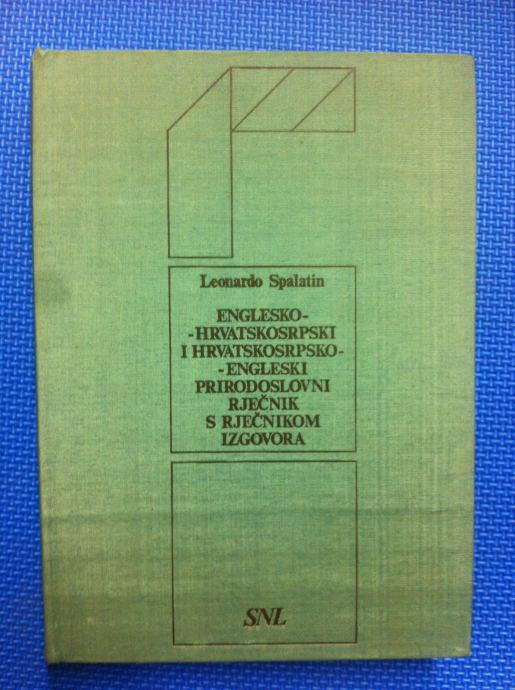 Leonardo Spalatin
ENGLESKO-
-HRVATSKOSRPSKI
I HRVATSKOSRPSKO-
-ENGLESKI
PRIRODOSLOVNI
RJEČNIK
S RJEČNIKOM
IZGOVORA
SNL